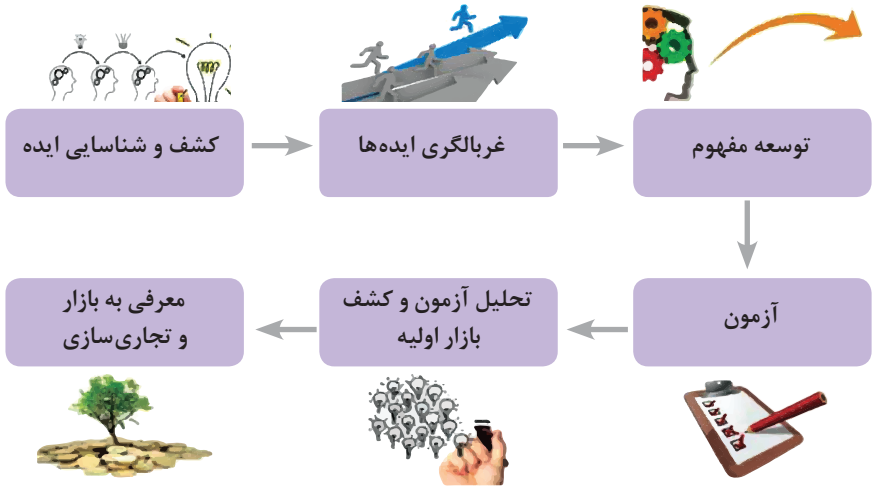 کشف و شناسایی ایده
غربالگری ایده‌ها
توسعه مفهوم
آزمون
تحلیل آزمون و کشف
بازار اولیه
معرفی به بازار
و تجاری‌سازی